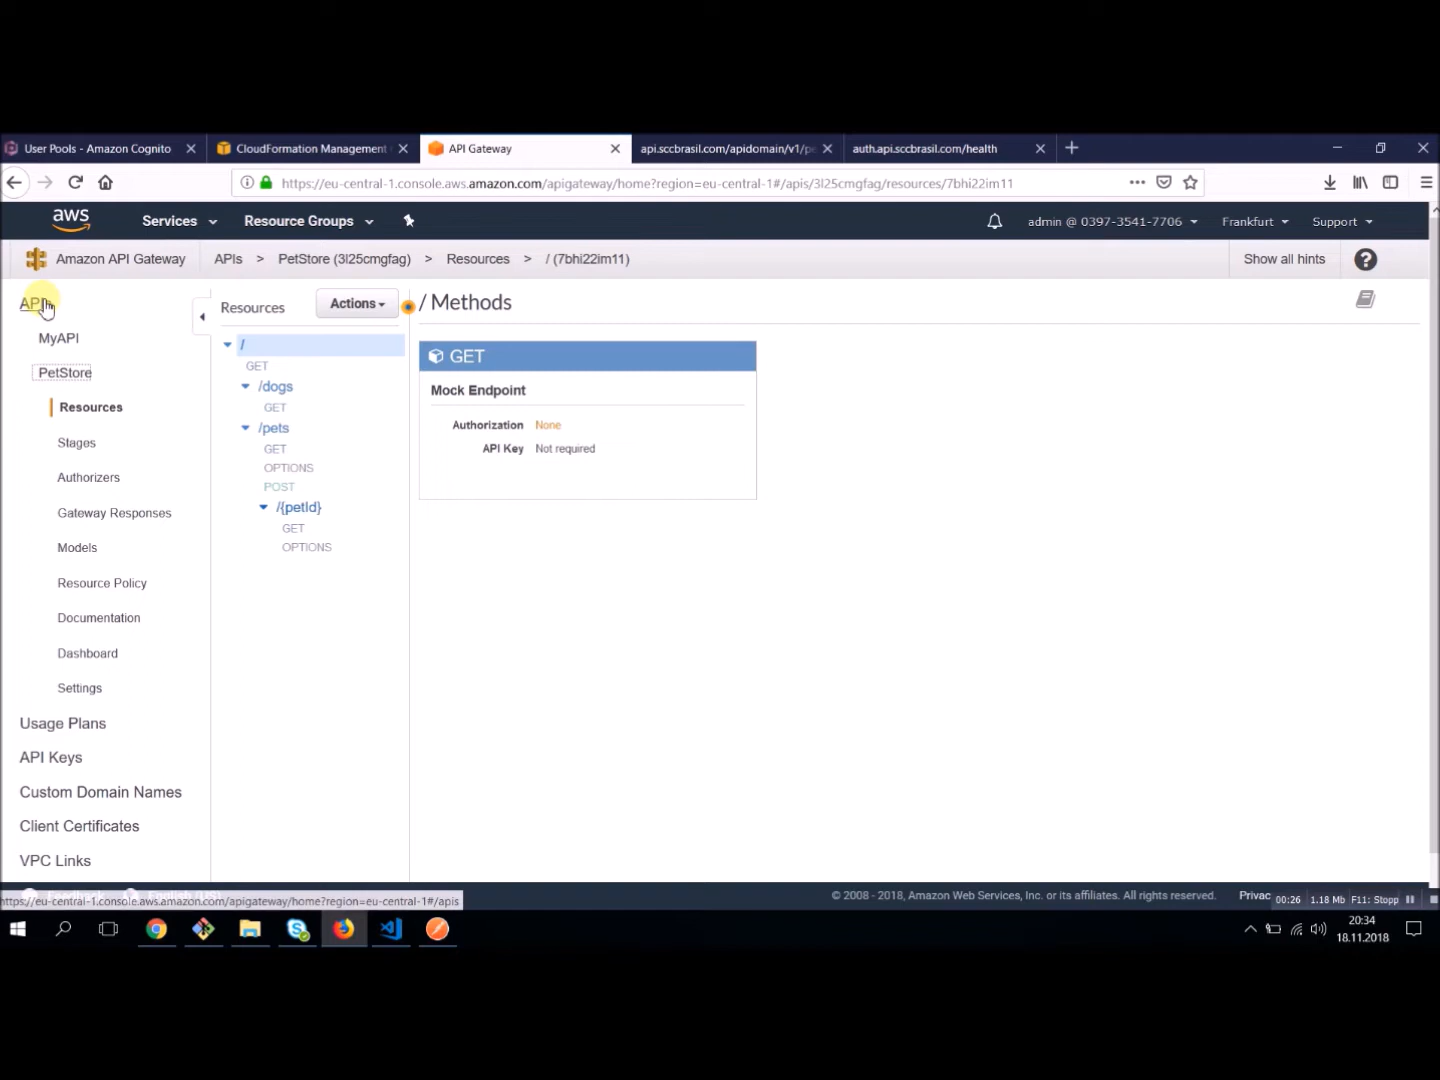 User Pools - Amazon Cognito
CloudFormation Management
API Gateway
api.sccbrasil.com/apidomain/v1/pe
auth.api.sccbrasil.com/health
https://eu-central-1.console.aws.amazon.com/apigateway/home?region=eu-central-1#/apis/3l25cmgfag/resources/7bhi22im11
aws
Services
Resource Groups
admin @ 0397-3541-7706
Frankfurt
Support
Amazon API Gateway
APIs > PetStore (3l25cmgfag) > Resources > / (7bhi22im11)
Show all hints
APIs
MyAPI
PetStore
Resources
Stages
Authorizers
Gateway Responses
Models
Resource Policy
Documentation
Dashboard
Settings
Usage Plans
API Keys
Custom Domain Names
Client Certificates
VPC Links
Resources
Actions
/
GET
/dogs
GET
/pets
GET
OPTIONS
POST
/{petId}
GET
OPTIONS
/ Methods
GET
Mock Endpoint
Authorization None
API Key Not required
Feedback
English (US)
https://eu-central-1.console.aws.amazon.com/apigateway/home?region=eu-central-1#/apis
© 2008 - 2018, Amazon Web Services, Inc. or its affiliates. All rights reserved.
Privac
00:26 1.18 Mb F11: Stopp
20:34
18.11.2018